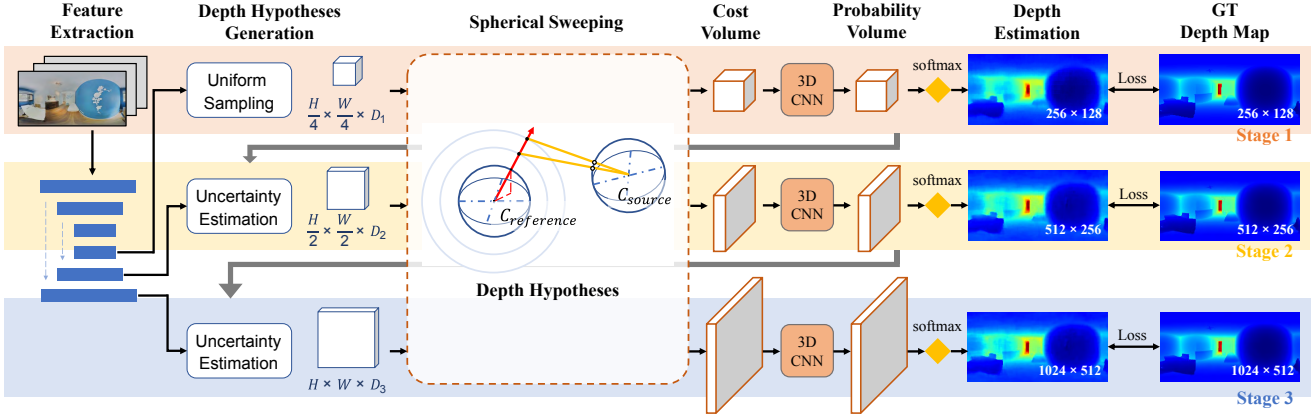 Feature
Extraction
Depth Hypotheses
Generation
Spherical Sweeping
Cost
Volume
Probability
Volume
Depth
Estimation
GT
Depth Map
Uniform
Sampling
H/4 × W/4 × D₁
3D
CNN
softmax
256 × 128
Loss
256 × 128
Stage 1
Uncertainty
Estimation
H/2 × W/2 × D₂
C_reference
C_source
3D
CNN
softmax
512 × 256
Loss
512 × 256
Stage 2
Depth Hypotheses
Uncertainty
Estimation
H × W × D₃
3D
CNN
softmax
1024 × 512
Loss
1024 × 512
Stage 3